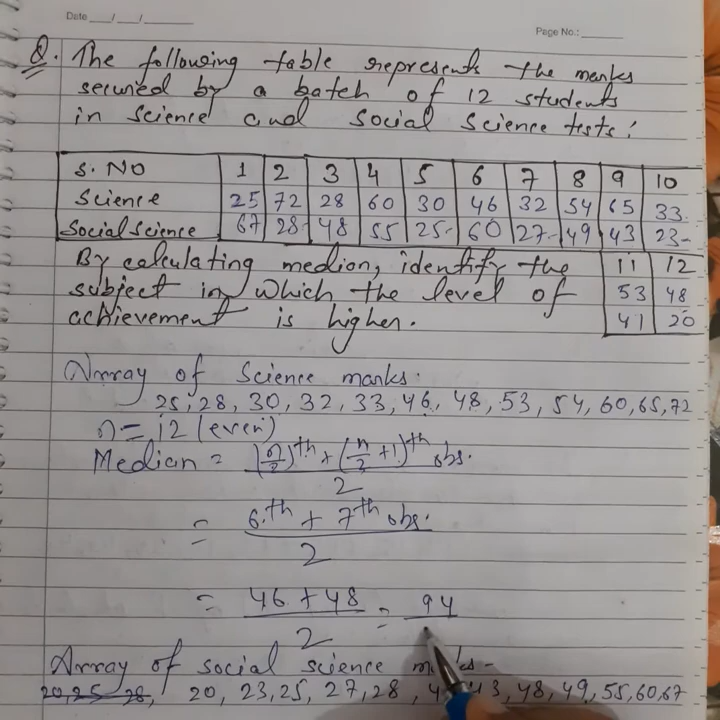 Date ___/___/___
Page No.: ______
Q. The following table represents the marks
secured by a batch of 12 students
in science and social science tests:
S. NO 1 2 3 4 5 6 7 8 9 10
Science 25 72 28 60 30 46 32 54 65 33
Social science 67 28 48 55 25 60 27 49 43 23
By calculating median, identify the 11 12
subject in which the level of 53 48
achievement is higher. 41 20
Array of Science marks.
25, 28, 30, 32, 33, 46, 48, 53, 54, 60, 65, 72
n = 12 (even)
Median = (n/2)th + (n/2 + 1)th obs.
2
= 6th + 7th obs.
2
= 46 + 48 = 94
2
Array of social science
20, 25 28, 20, 23, 25, 27, 28, 48, 49, 55, 60, 67